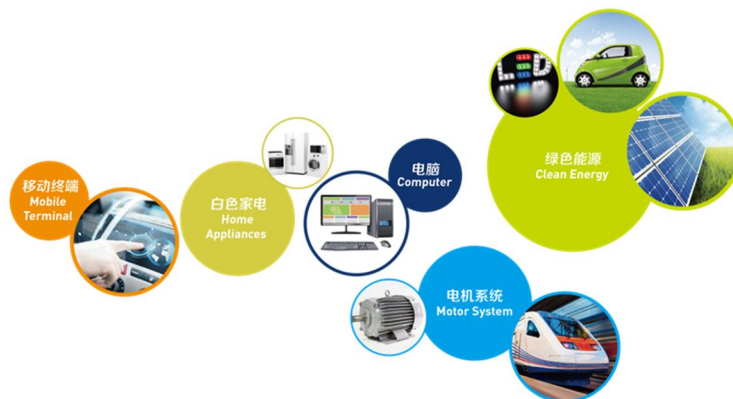 移动终端
Mobile
Terminal
白色家电
Home
Appliances
电脑
Computer
LED
绿色能源
Clean Energy
电机系统
Motor System